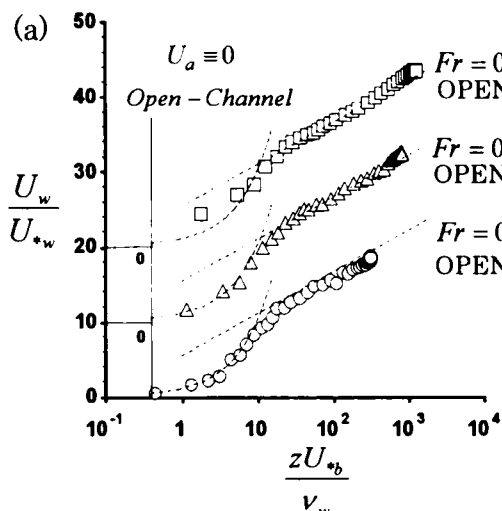 (a)
50
40
30
20
10
0
0
0
U_a ≡ 0
Open – Channel
Fr = 0
OPEN
Fr = 0
OPEN
Fr = 0
OPEN
U_w
U_{*w}
10^{-1}
1
10
10^2
10^3
10^4
zU_{*b}
ν_w